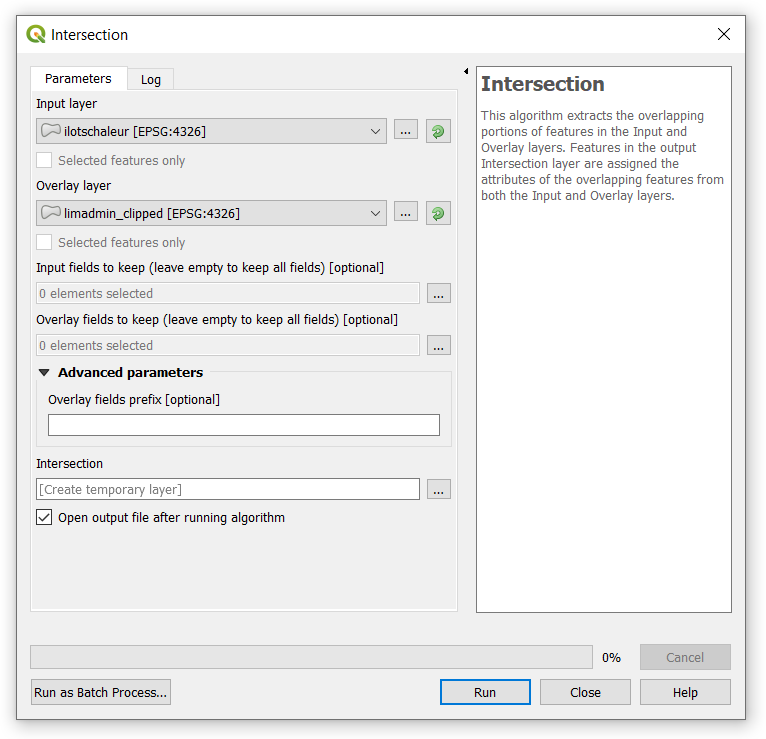 Intersection
Parameters
Log
Input layer
ilotschaleur [EPSG:4326]
...
Selected features only
Overlay layer
limadmin_clipped [EPSG:4326]
...
Selected features only
Input fields to keep (leave empty to keep all fields) [optional]
0 elements selected
...
Overlay fields to keep (leave empty to keep all fields) [optional]
0 elements selected
...
Advanced parameters
Overlay fields prefix [optional]
Intersection
[Create temporary layer]
...
Open output file after running algorithm
Intersection
This algorithm extracts the overlapping
portions of features in the Input and
Overlay layers. Features in the output
Intersection layer are assigned the
attributes of the overlapping features from
both the Input and Overlay layers.
0%
Cancel
Run as Batch Process...
Run
Close
Help